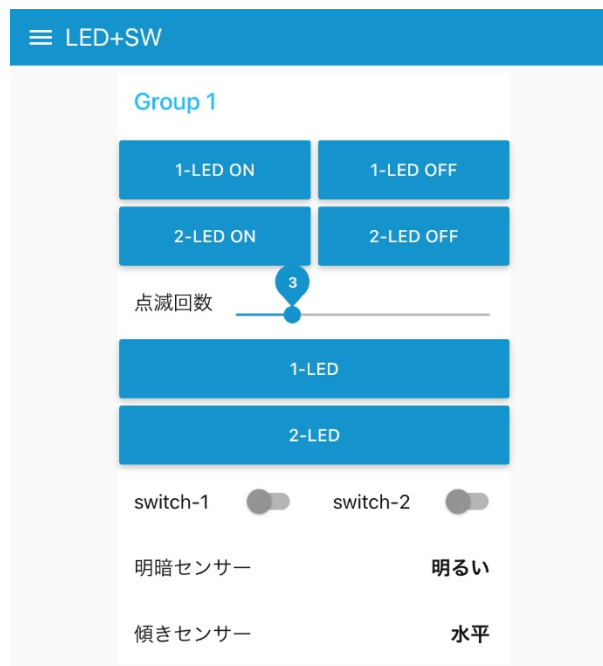 LED+SW
Group 1
1-LED ON 1-LED OFF
2-LED ON 2-LED OFF
3
点滅回数
1-LED
2-LED
switch-1 switch-2
明暗センサー 明るい
傾きセンサー 水平